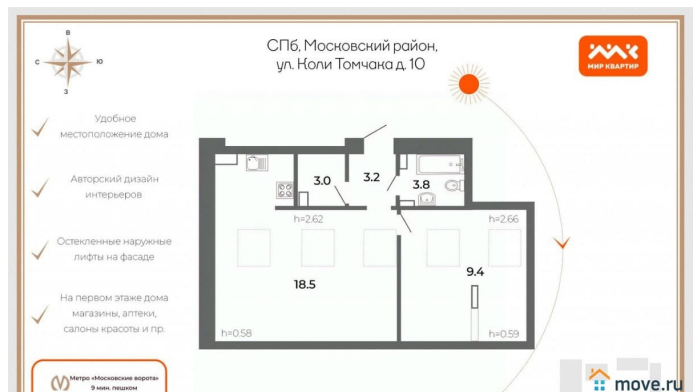 В
С Ю
З
СПб, Московский район,
ул. Коли Томчака д. 10
МИР КВАРТИР
Удобное
местоположение дома
Авторский дизайн
интерьеров
Остекленные наружные
лифты на фасаде
На первом этаже дома
магазины, аптеки,
салоны красоты и пр.
Метро «Московские ворота»
9 мин. пешком
3.0
3.2
3.8
h=2.62
h=2.66
18.5
9.4
h=0.58
h=0.59
move.ru